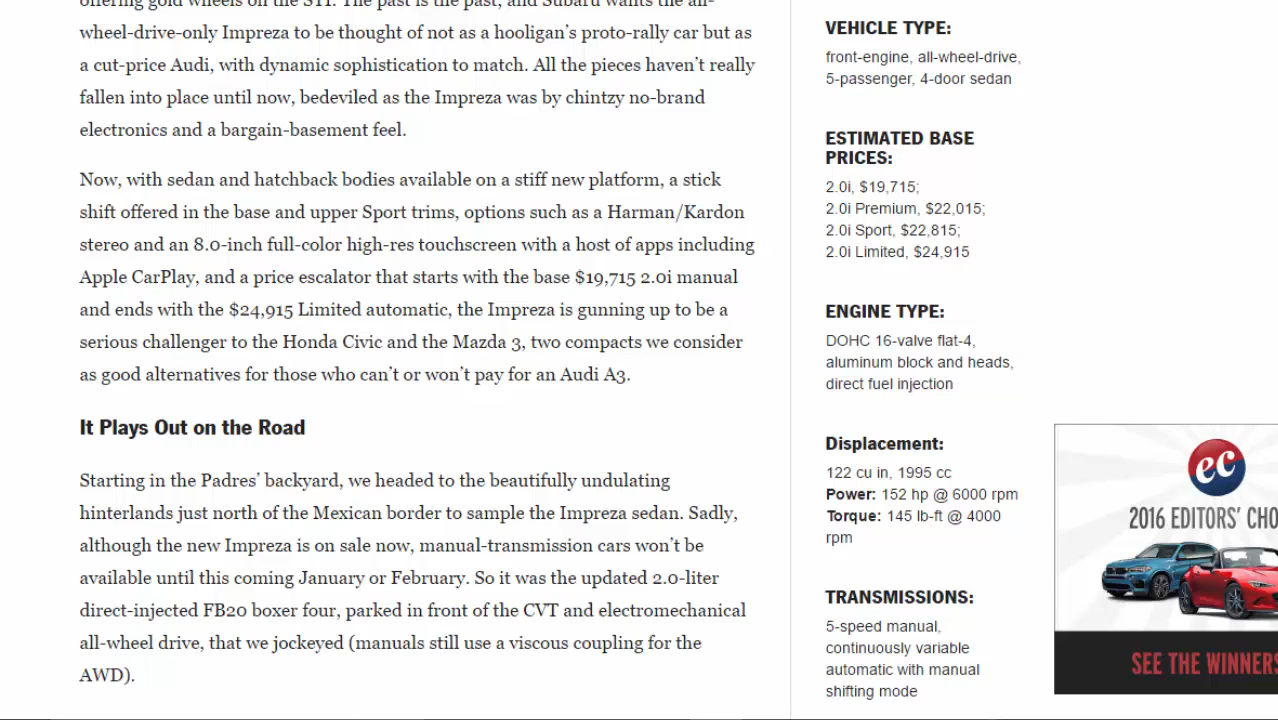 offering gold wheels on the STI. The past is the past, and Subaru wants the all-
wheel-drive-only Impreza to be thought of not as a hooligan’s proto-rally car but as
a cut-price Audi, with dynamic sophistication to match. All the pieces haven’t really
fallen into place until now, bedeviled as the Impreza was by chintzy no-brand
electronics and a bargain-basement feel.
Now, with sedan and hatchback bodies available on a stiff new platform, a stick
shift offered in the base and upper Sport trims, options such as a Harman/Kardon
stereo and an 8.0-inch full-color high-res touchscreen with a host of apps including
Apple CarPlay, and a price escalator that starts with the base $19,715 2.0i manual
and ends with the $24,915 Limited automatic, the Impreza is gunning up to be a
serious challenger to the Honda Civic and the Mazda 3, two compacts we consider
as good alternatives for those who can’t or won’t pay for an Audi A3.
It Plays Out on the Road
Starting in the Padres’ backyard, we headed to the beautifully undulating
hinterlands just north of the Mexican border to sample the Impreza sedan. Sadly,
although the new Impreza is on sale now, manual-transmission cars won’t be
available until this coming January or February. So it was the updated 2.0-liter
direct-injected FB20 boxer four, parked in front of the CVT and electromechanical
all-wheel drive, that we jockeyed (manuals still use a viscous coupling for the
AWD).
VEHICLE TYPE:
front-engine, all-wheel-drive,
5-passenger, 4-door sedan
ESTIMATED BASE
PRICES:
2.0i, $19,715;
2.0i Premium, $22,015;
2.0i Sport, $22,815;
2.0i Limited, $24,915
ENGINE TYPE:
DOHC 16-valve flat-4,
aluminum block and heads,
direct fuel injection
Displacement:
122 cu in, 1995 cc
Power: 152 hp @ 6000 rpm
Torque: 145 lb-ft @ 4000
rpm
TRANSMISSIONS:
5-speed manual,
continuously variable
automatic with manual
shifting mode
ec
2016 EDITORS’ CHO
SEE THE WINNERS